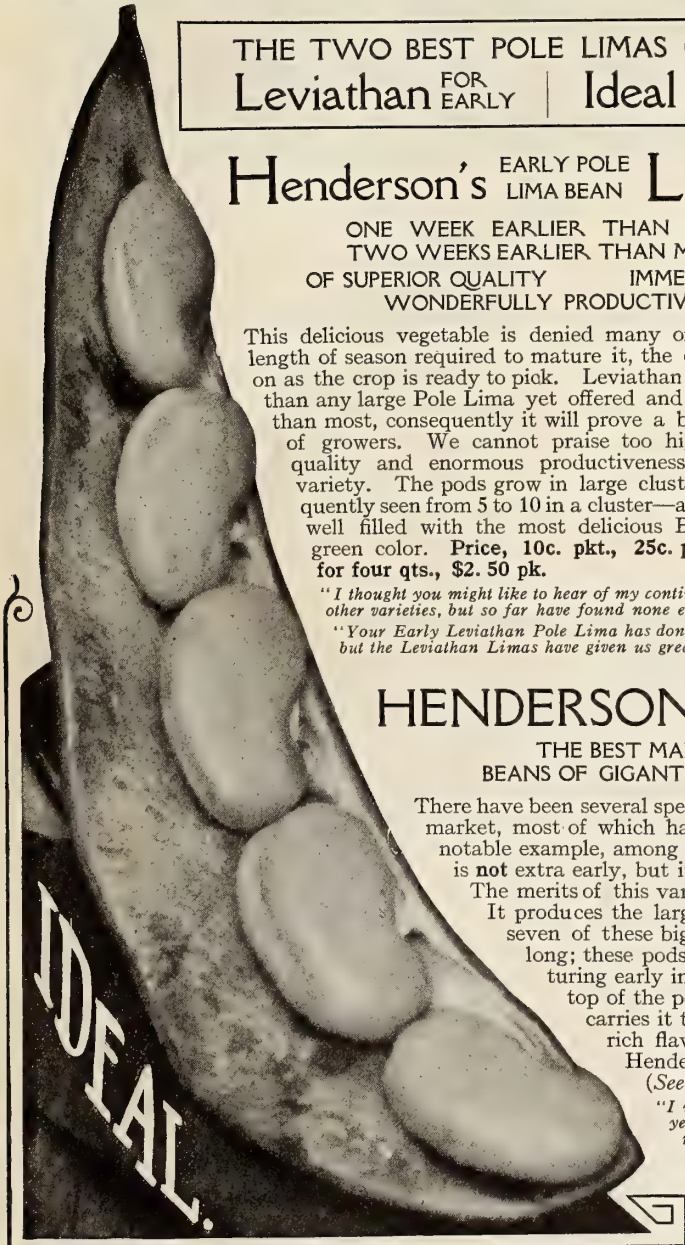 THE TWO BEST POLE LIMAS
Leviathan FOR EARLY | Ideal
Henderson's EARLY POLE LIMA BEAN L
ONE WEEK EARLIER THAN
TWO WEEKS EARLIER THAN M
OF SUPERIOR QUALITY IMME
WONDERFULLY PRODUCTIV
This delicious vegetable is denied many o
length of season required to mature it, the
on as the crop is ready to pick. Leviathan
than any large Pole Lima yet offered and
than most, consequently it will prove a b
of growers. We cannot praise too hi
quality and enormous productiveness
variety. The pods grow in large clust
quently seen from 5 to 10 in a cluster—a
well filled with the most delicious B
green color. Price, 10c. pkt., 25c. p
for four qts., $2.50 pk.
"I thought you might like to hear of my conti
other varieties, but so far have found none e
"Your Early Leviathan Pole Lima has don
but the Leviathan Limas have given us grea
HENDERSON
THE BEST MA
BEANS OF GIGANT
There have been several spe
market, most of which ha
notable example, among
is not extra early, but i
The merits of this var
It produces the larg
seven of these big
long; these pods
turing early in
top of the p
carries it t
rich flav
Hende
(See
"I
ye
IDEAL.